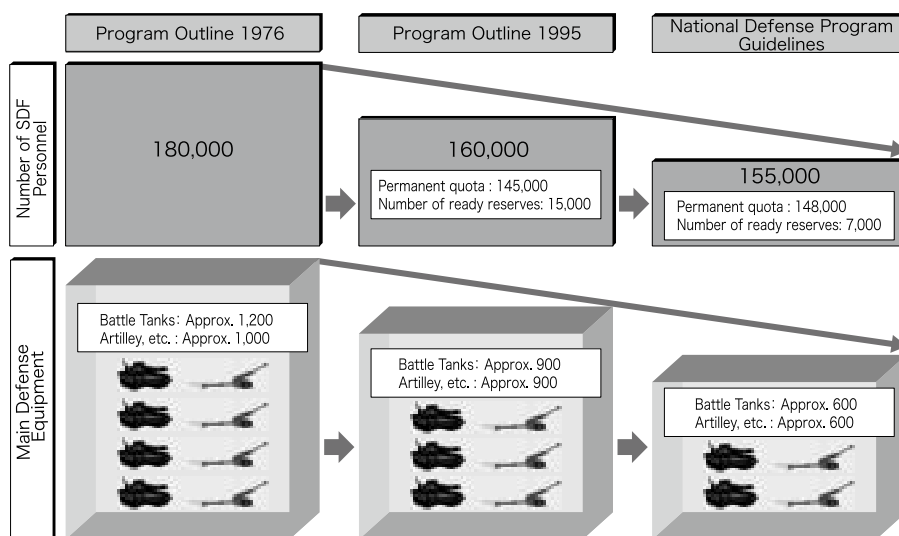 Program Outline 1976
Program Outline 1995
National Defense Program
Guidelines
Number of SDF
Personnel
180,000
160,000
Permanent quota : 145,000
Number of ready reserves: 15,000
155,000
Permanent quota : 148,000
Number of ready reserves: 7,000
Main Defense
Equipment
Battle Tanks: Approx. 1,200
Artilley, etc. : Approx. 1,000
Battle Tanks: Approx. 900
Artilley, etc. : Approx. 900
Battle Tanks: Approx. 600
Artilley, etc. : Approx. 600